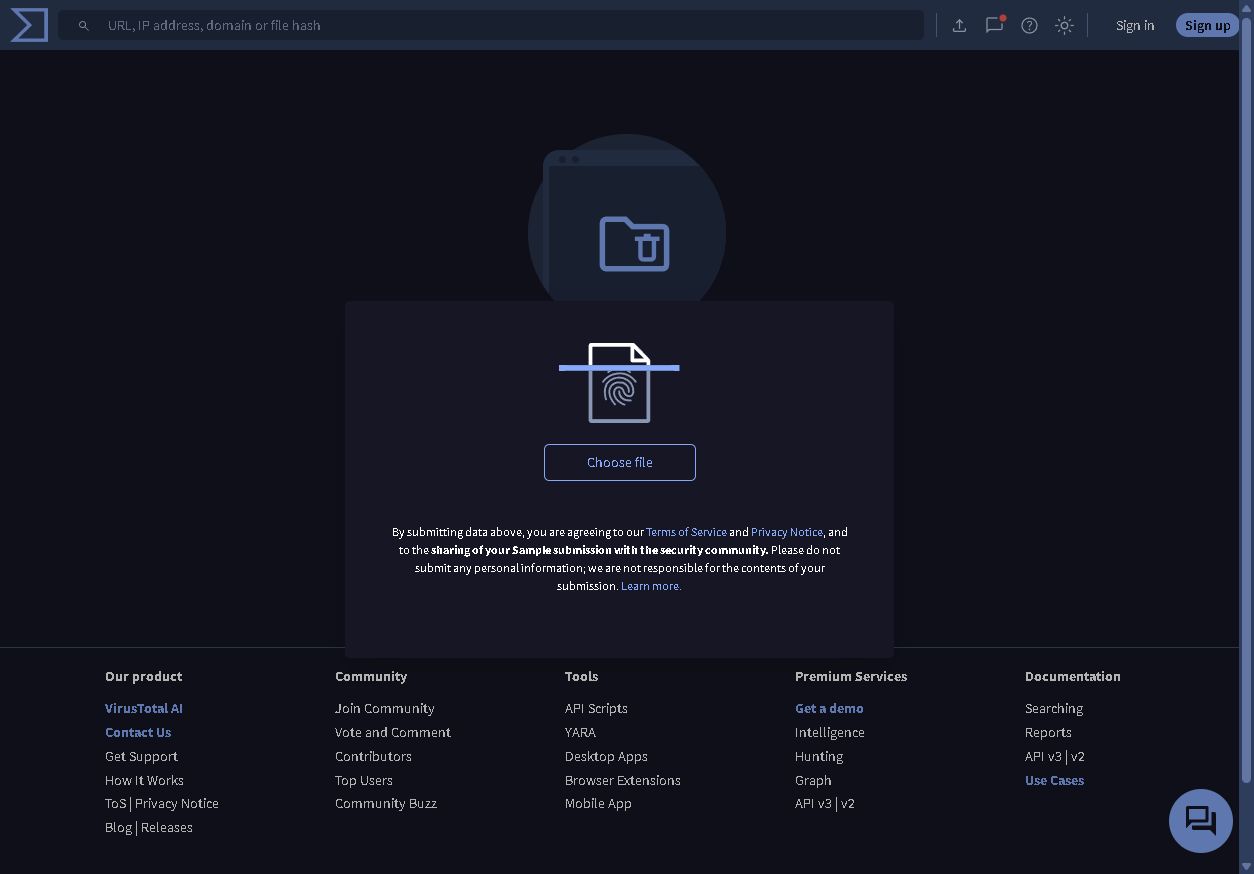 URL, IP address, domain or file hash
Sign in
Sign up
Choose file
By submitting data above, you are agreeing to our Terms of Service and Privacy Notice, and
to the sharing of your Sample submission with the security community. Please do not
submit any personal information; we are not responsible for the contents of your
submission. Learn more.
Our product
VirusTotal AI
Contact Us
Get Support
How It Works
ToS | Privacy Notice
Blog | Releases
Community
Join Community
Vote and Comment
Contributors
Top Users
Community Buzz
Tools
API Scripts
YARA
Desktop Apps
Browser Extensions
Mobile App
Premium Services
Get a demo
Intelligence
Hunting
Graph
API v3 | v2
Documentation
Searching
Reports
API v3 | v2
Use Cases